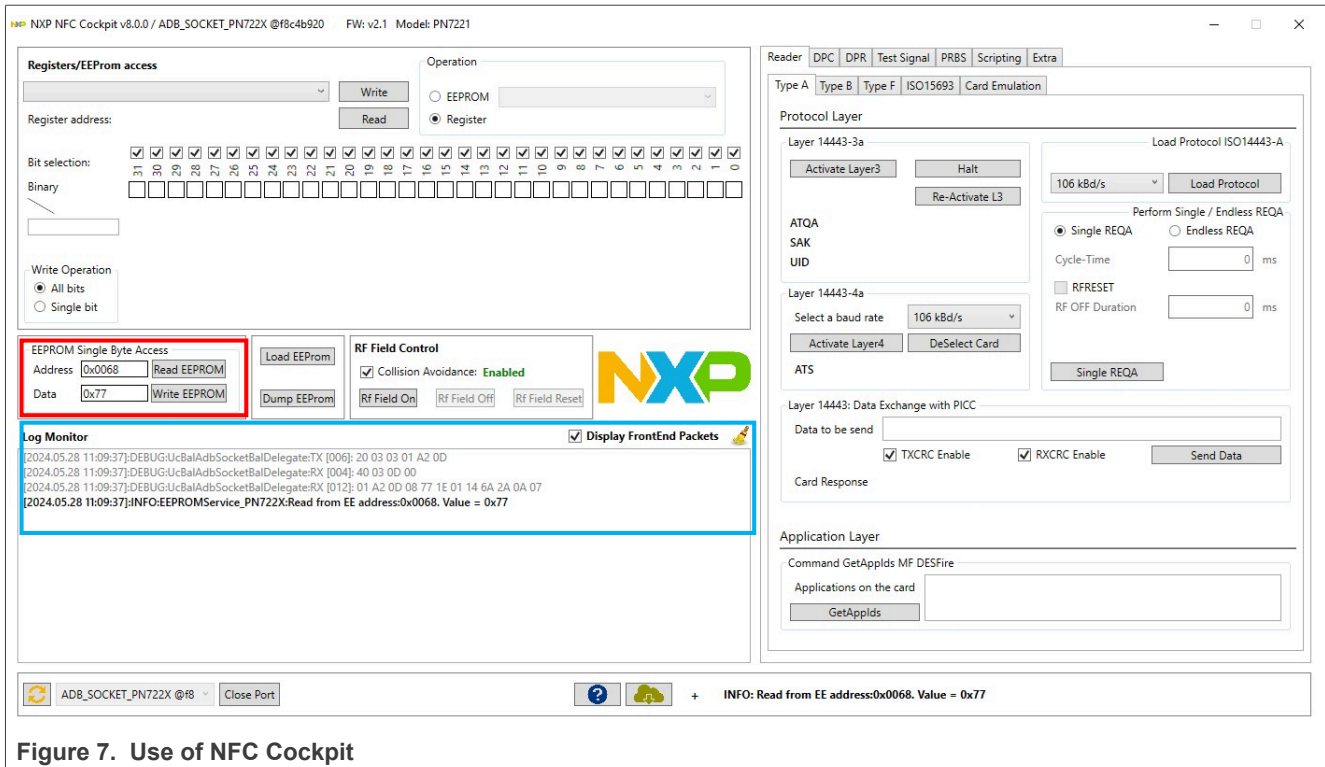 NXP NFC Cockpit v8.0.0 / ADB_SOCKET_PN722X @f8c4b920 FW: v2.1 Model: PN7221
Registers/EEProm access
Operation
Write
EEPROM
Register address:
Read
Register
Bit selection:
31 30 29 28 27 26 25 24 23 22 21 20 19 18 17 16 15 14 13 12 11 10 9 8 7 6 5 4 3 2 1 0
Binary
Write Operation
All bits
Single bit
EEPROM Single Byte Access
Address 0x0068 Read EEPROM
Data 0x77 Write EEPROM
Load EEProm
Dump EEProm
RF Field Control
Collision Avoidance: Enabled
Rf Field On Rf Field Off Rf Field Reset
NXP
Log Monitor
Display FrontEnd Packets
[2024.05.28 11:09:37]:DEBUG:UcBalAdbSocketBalDelegate:TX [006]: 20 03 03 01 A2 0D
[2024.05.28 11:09:37]:DEBUG:UcBalAdbSocketBalDelegate:RX [004]: 40 03 0D 00
[2024.05.28 11:09:37]:DEBUG:UcBalAdbSocketBalDelegate:RX [012]: 01 A2 0D 08 77 1E 01 14 6A 2A 0A 07
[2024.05.28 11:09:37]:INFO:EEPROMService_PN722X:Read from EE address:0x0068. Value = 0x77
Reader DPC DPR Test Signal PRBS Scripting Extra
Type A Type B Type F ISO15693 Card Emulation
Protocol Layer
Layer 14443-3a
Activate Layer3 Halt
Re-Activate L3
ATQA
SAK
UID
Load Protocol ISO14443-A
106 kBd/s Load Protocol
Perform Single / Endless REQA
Single REQA Endless REQA
Cycle-Time 0 ms
RFRESET
RF OFF Duration 0 ms
Single REQA
Layer 14443-4a
Select a baud rate 106 kBd/s
Activate Layer4 DeSelect Card
ATS
Layer 14443: Data Exchange with PICC
Data to be send
TXCRC Enable RXCRC Enable Send Data
Card Response
Application Layer
Command GetAppIds MF DESFire
Applications on the card
GetAppIds
ADB_SOCKET_PN722X @f8 Close Port
? + INFO: Read from EE address:0x0068. Value = 0x77
Figure 7. Use of NFC Cockpit